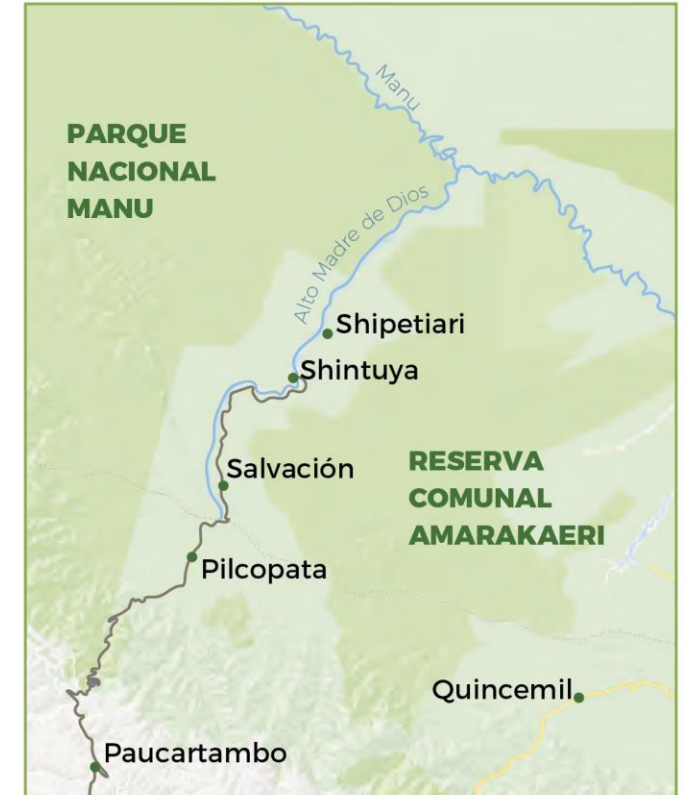 Manu
PARQUE
NACIONAL
MANU
Alto Madre de Dios
Shipetiari
Shintuya
Salvación
RESERVA
COMUNAL
AMARAKAERI
Pilcopata
Quincemil
Paucartambo